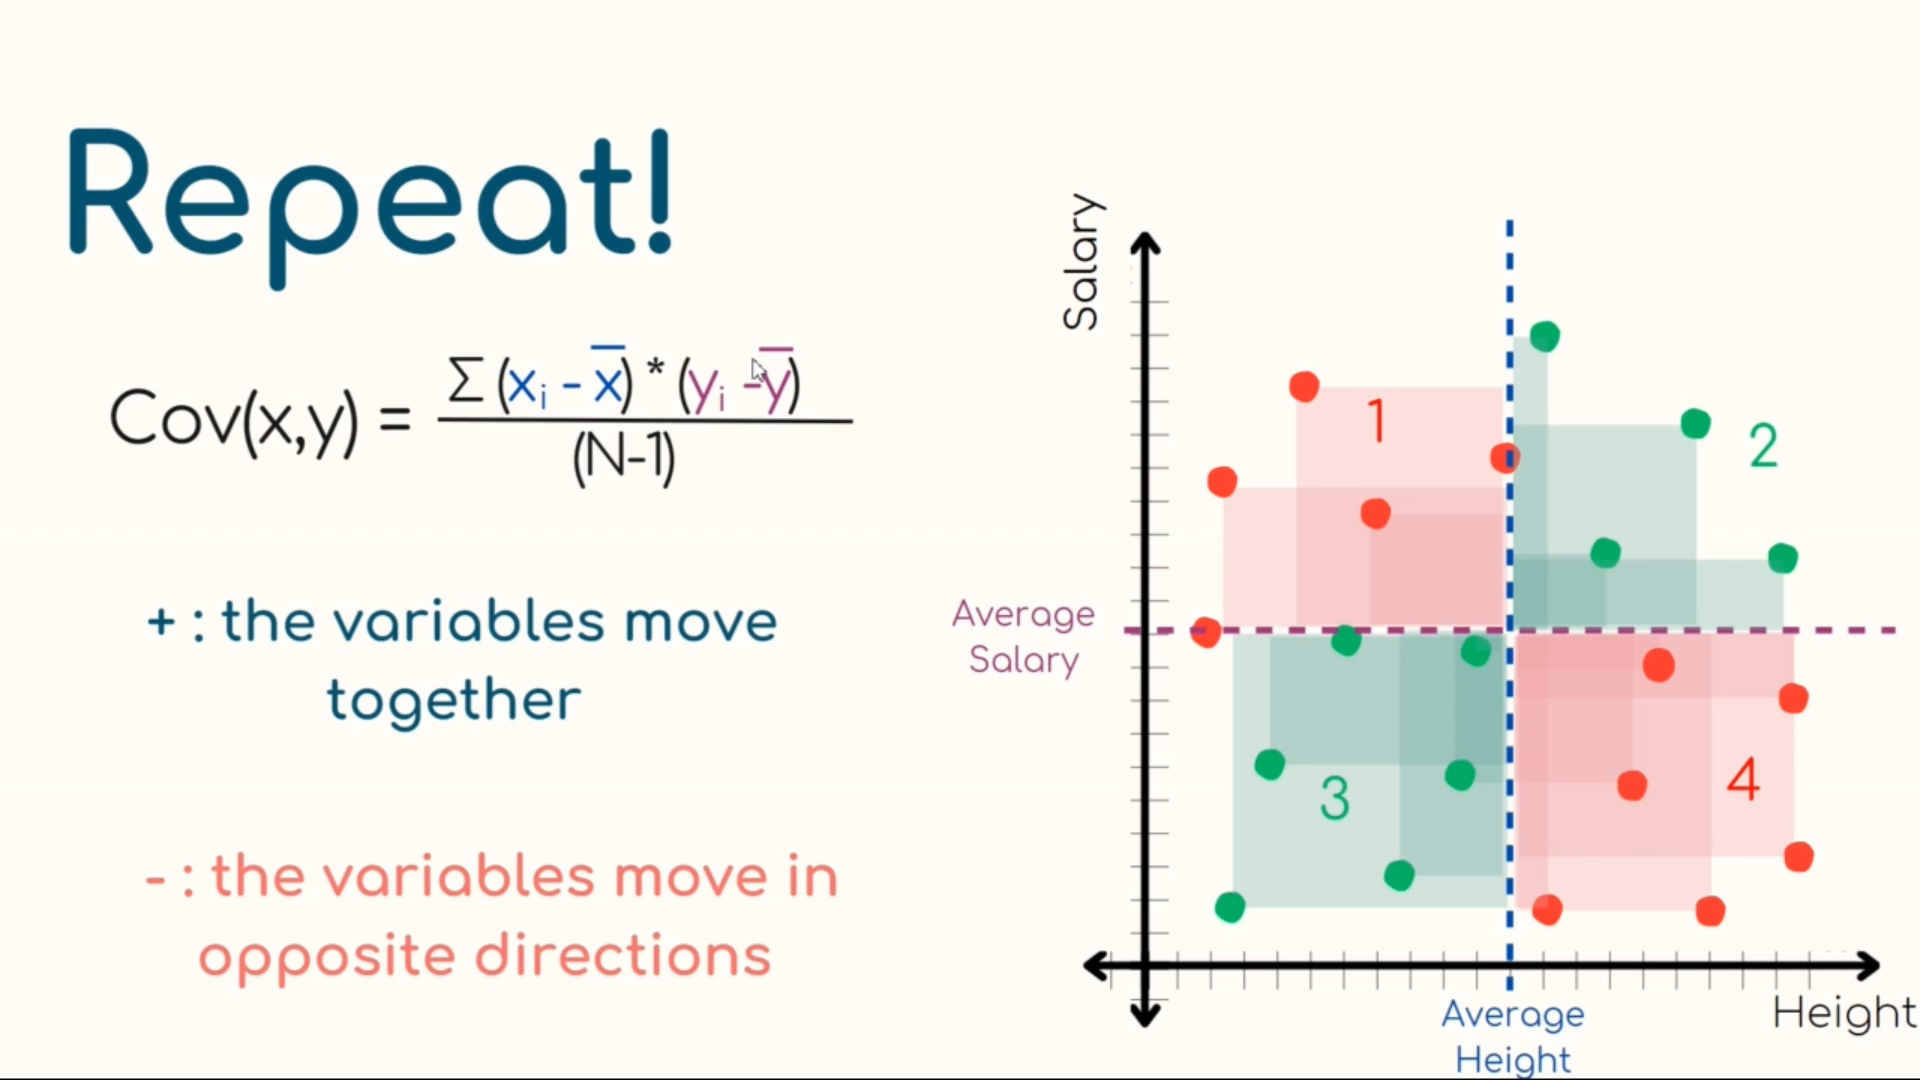 Repeat!
Cov(x,y) = Σ (xᵢ - x̅) * (yᵢ - y̅)
(N-1)
+ : the variables move
together
- : the variables move in
opposite directions
Salary
1
2
Average
Salary
3
4
Height
Average
Height